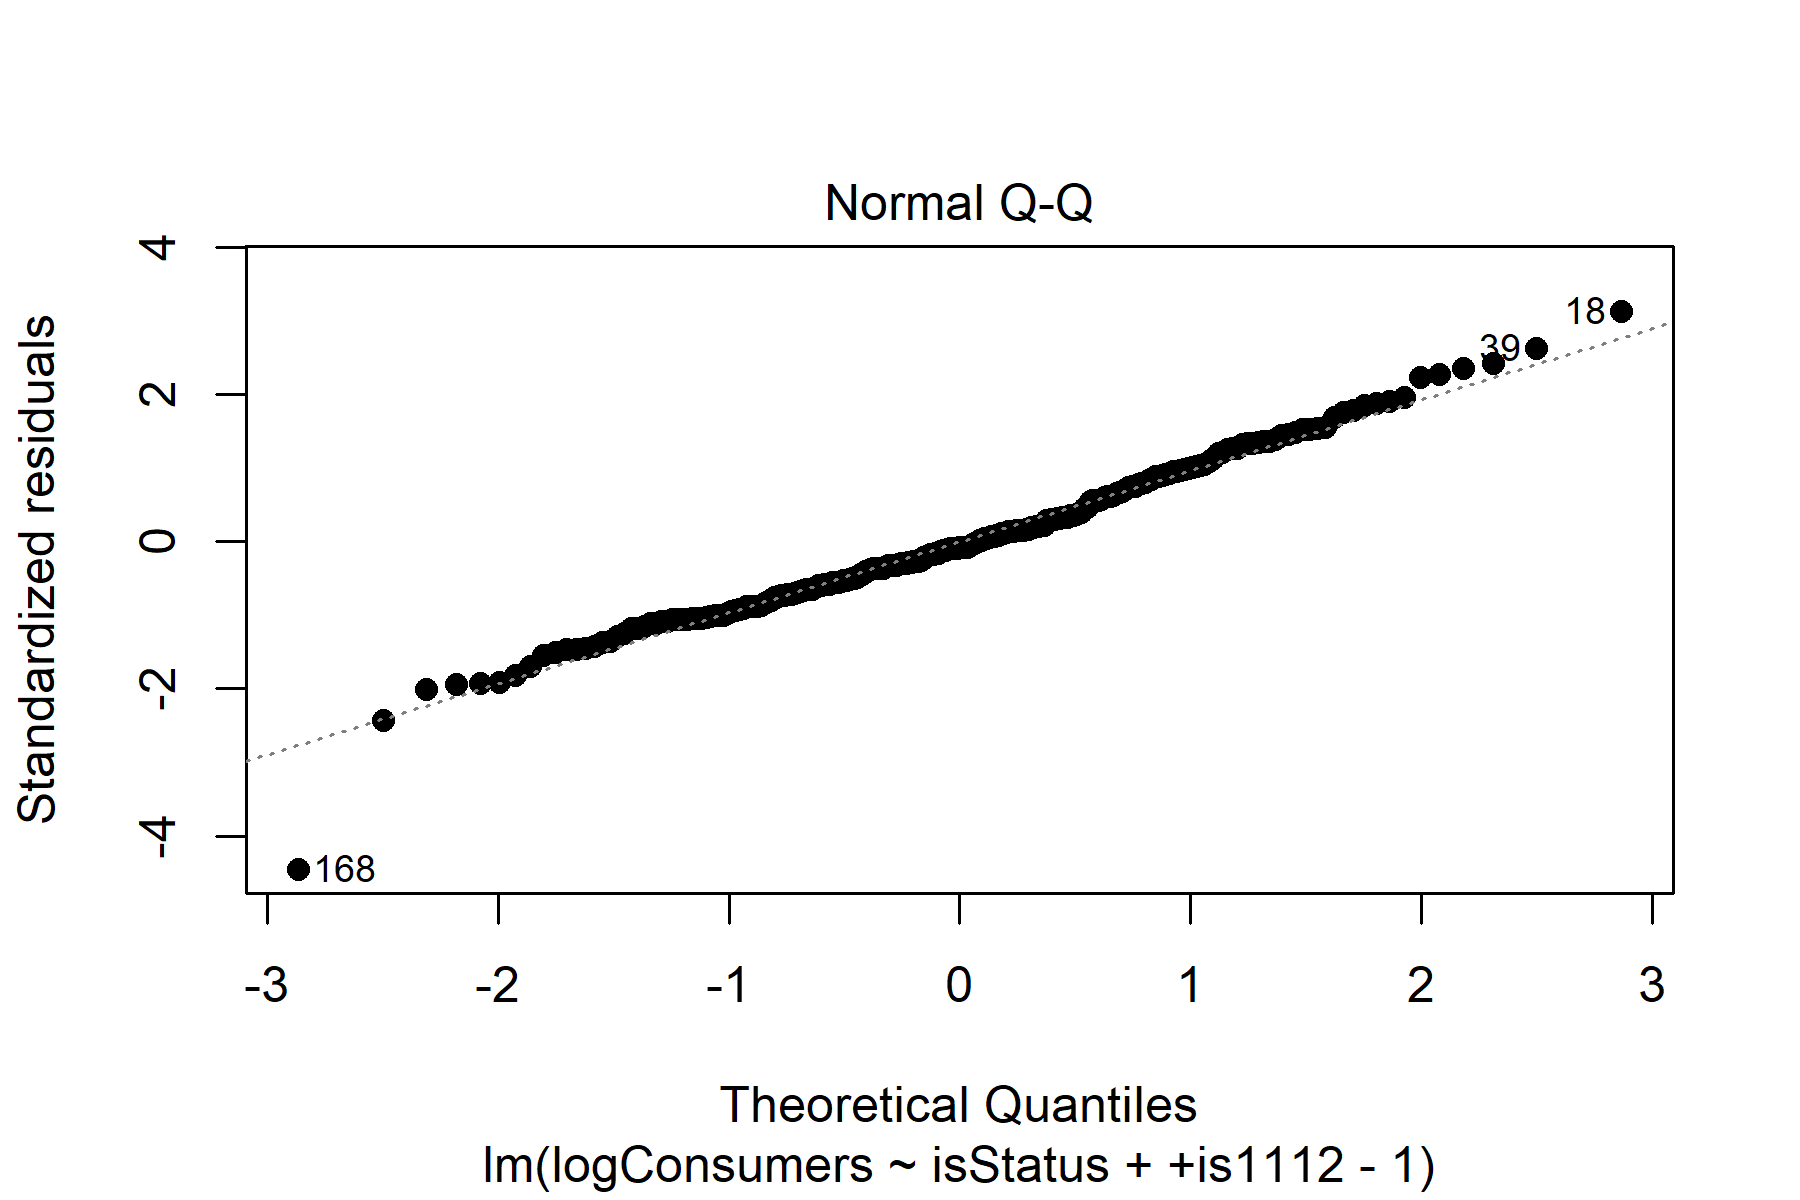 Normal Q-Q
Standardized residuals
4
2
0
-2
-4
18
39
168
-3 -2 -1 0 1 2 3
Theoretical Quantiles
lm(logConsumers ~ isStatus + +is1112 - 1)